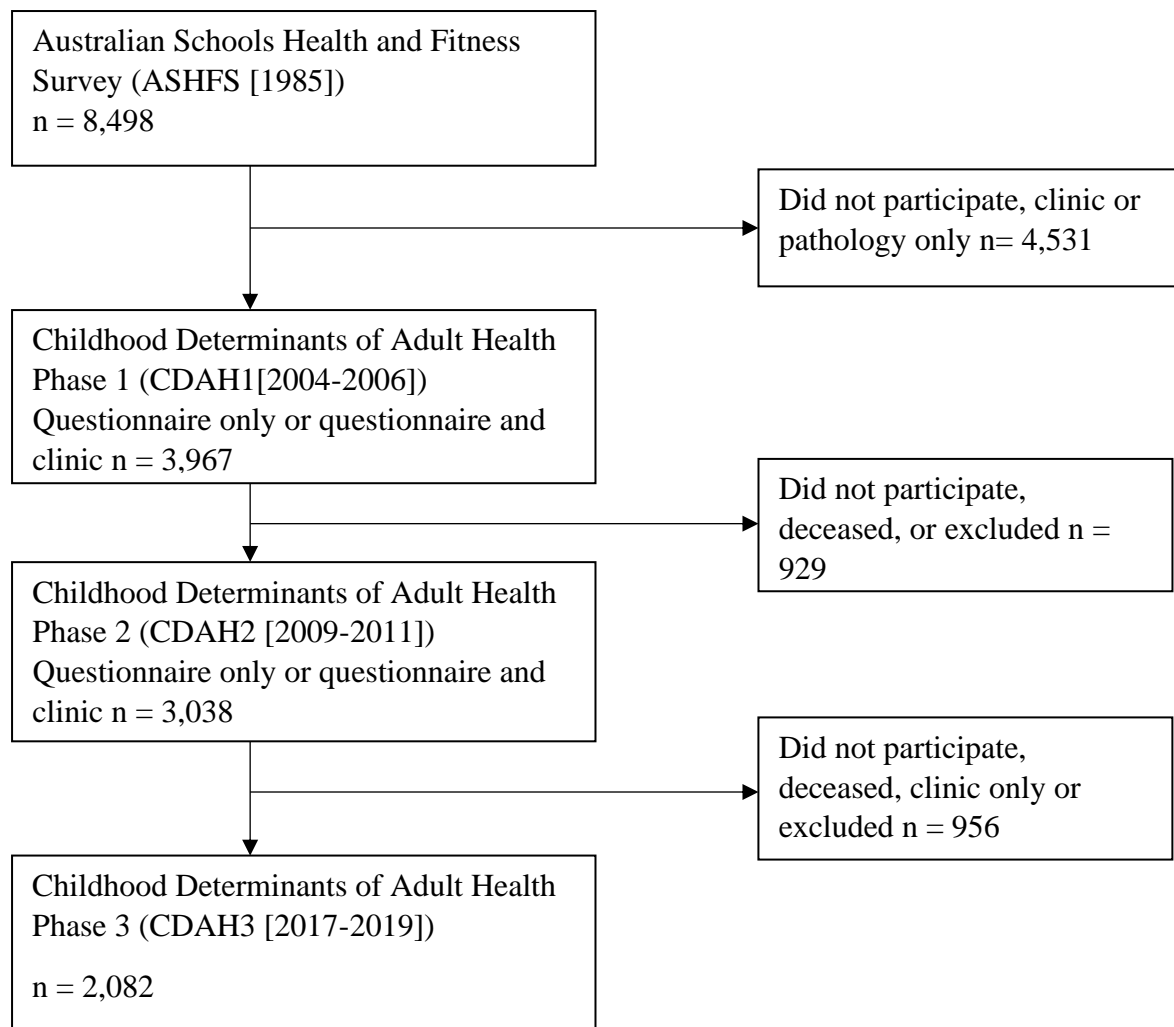 Australian Schools Health and Fitness
Survey (ASHFS [1985])
n = 8,498
Did not participate, clinic or
pathology only n= 4,531
Childhood Determinants of Adult Health
Phase 1 (CDAH1[2004-2006])
Questionnaire only or questionnaire and
clinic n = 3,967
Did not participate,
deceased, or excluded n =
929
Childhood Determinants of Adult Health
Phase 2 (CDAH2 [2009-2011])
Questionnaire only or questionnaire and
clinic n = 3,038
Did not participate,
deceased, clinic only or
excluded n = 956
Childhood Determinants of Adult Health
Phase 3 (CDAH3 [2017-2019])
n = 2,082